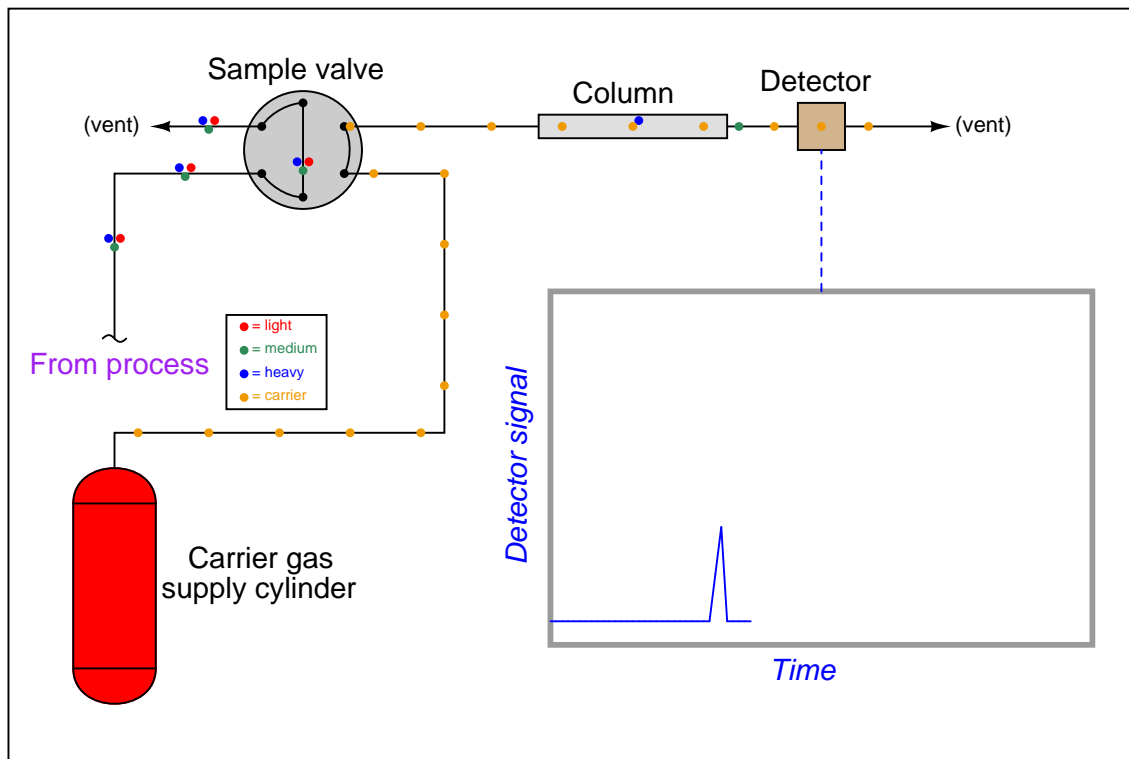 Sample valve
(vent)
Column
Detector
(vent)
= light
= medium
= heavy
= carrier
From process
Detector signal
Carrier gas
supply cylinder
Time